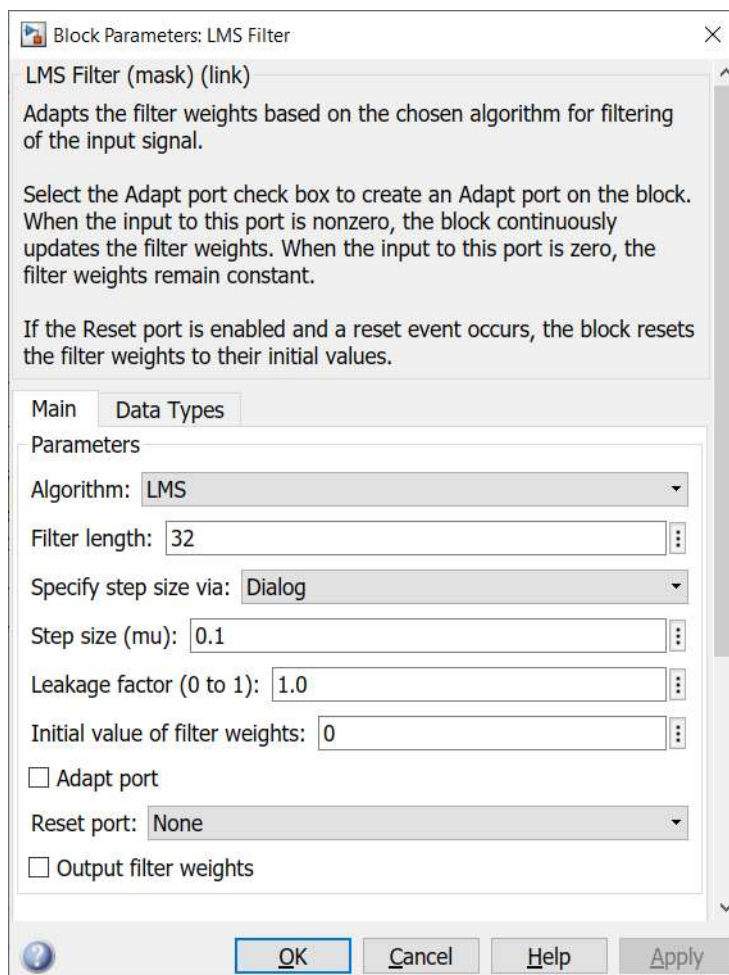 Block Parameters: LMS Filter
LMS Filter (mask) (link)
Adapts the filter weights based on the chosen algorithm for filtering
of the input signal.
Select the Adapt port check box to create an Adapt port on the block.
When the input to this port is nonzero, the block continuously
updates the filter weights. When the input to this port is zero, the
filter weights remain constant.
If the Reset port is enabled and a reset event occurs, the block resets
the filter weights to their initial values.
Main Data Types
Parameters
Algorithm: LMS
Filter length: 32
Specify step size via: Dialog
Step size (mu): 0.1
Leakage factor (0 to 1): 1.0
Initial value of filter weights: 0
Adapt port
Reset port: None
Output filter weights
? OK Cancel Help Apply